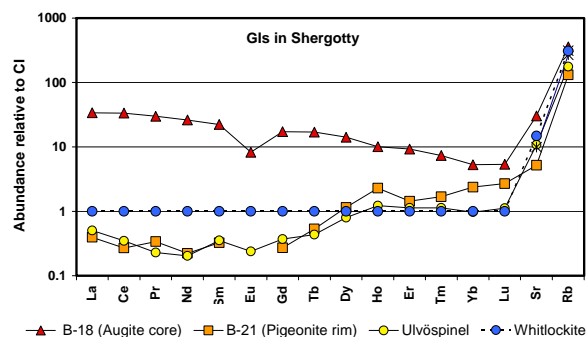 GIs in Shergotty
Abundance relative to CI
1000
100
10
1
0.1
La Ce Pr Nd Sm Eu Gd Tb Dy Ho Er Tm Yb Lu Sr Rb
B-18 (Augite core) B-21 (Pigeonite rim) Ulvöspinel Whitlockite